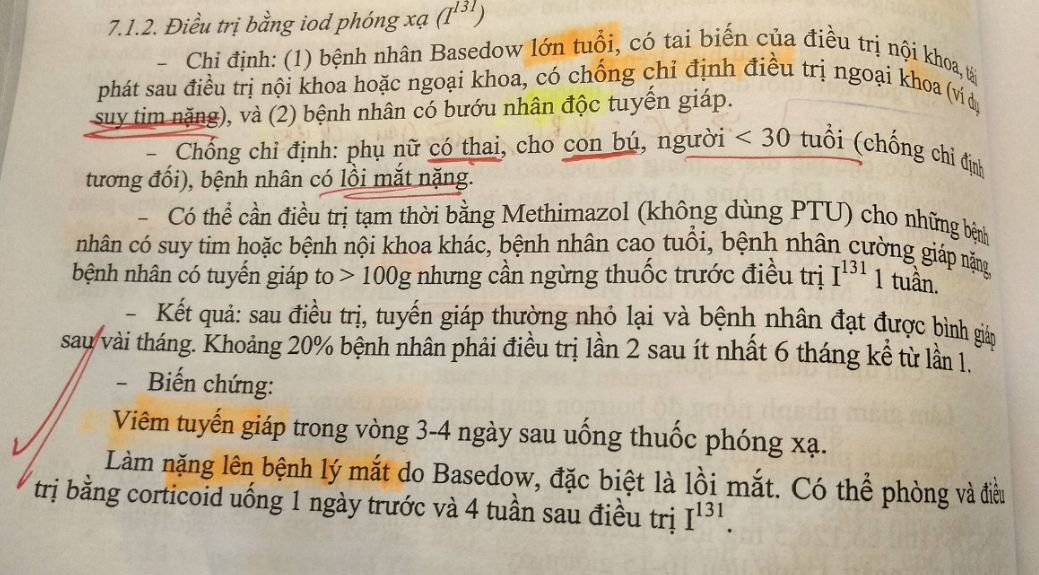 7.1.2. Điều trị bằng iod phóng xạ (I¹³¹)
- Chỉ định: (1) bệnh nhân Basedow lớn tuổi, có tai biến của điều trị nội khoa, tái
phát sau điều trị nội khoa hoặc ngoại khoa, có chống chỉ định điều trị ngoại khoa (ví dụ
suy tim nặng), và (2) bệnh nhân có bướu nhân độc tuyến giáp.
- Chống chỉ định: phụ nữ có thai, cho con bú, người < 30 tuổi (chống chỉ định
tương đối), bệnh nhân có lồi mắt nặng.
- Có thể cần điều trị tạm thời bằng Methimazol (không dùng PTU) cho những bệnh
nhân có suy tim hoặc bệnh nội khoa khác, bệnh nhân cao tuổi, bệnh nhân cường giáp nặng,
bệnh nhân có tuyến giáp to > 100g nhưng cần ngừng thuốc trước điều trị I¹³¹ 1 tuần.
- Kết quả: sau điều trị, tuyến giáp thường nhỏ lại và bệnh nhân đạt được bình giáp
sau vài tháng. Khoảng 20% bệnh nhân phải điều trị lần 2 sau ít nhất 6 tháng kể từ lần 1.
- Biến chứng:
Viêm tuyến giáp trong vòng 3-4 ngày sau uống thuốc phóng xạ.
Làm nặng lên bệnh lý mắt do Basedow, đặc biệt là lồi mắt. Có thể phòng và điều
trị bằng corticoid uống 1 ngày trước và 4 tuần sau điều trị I¹³¹.